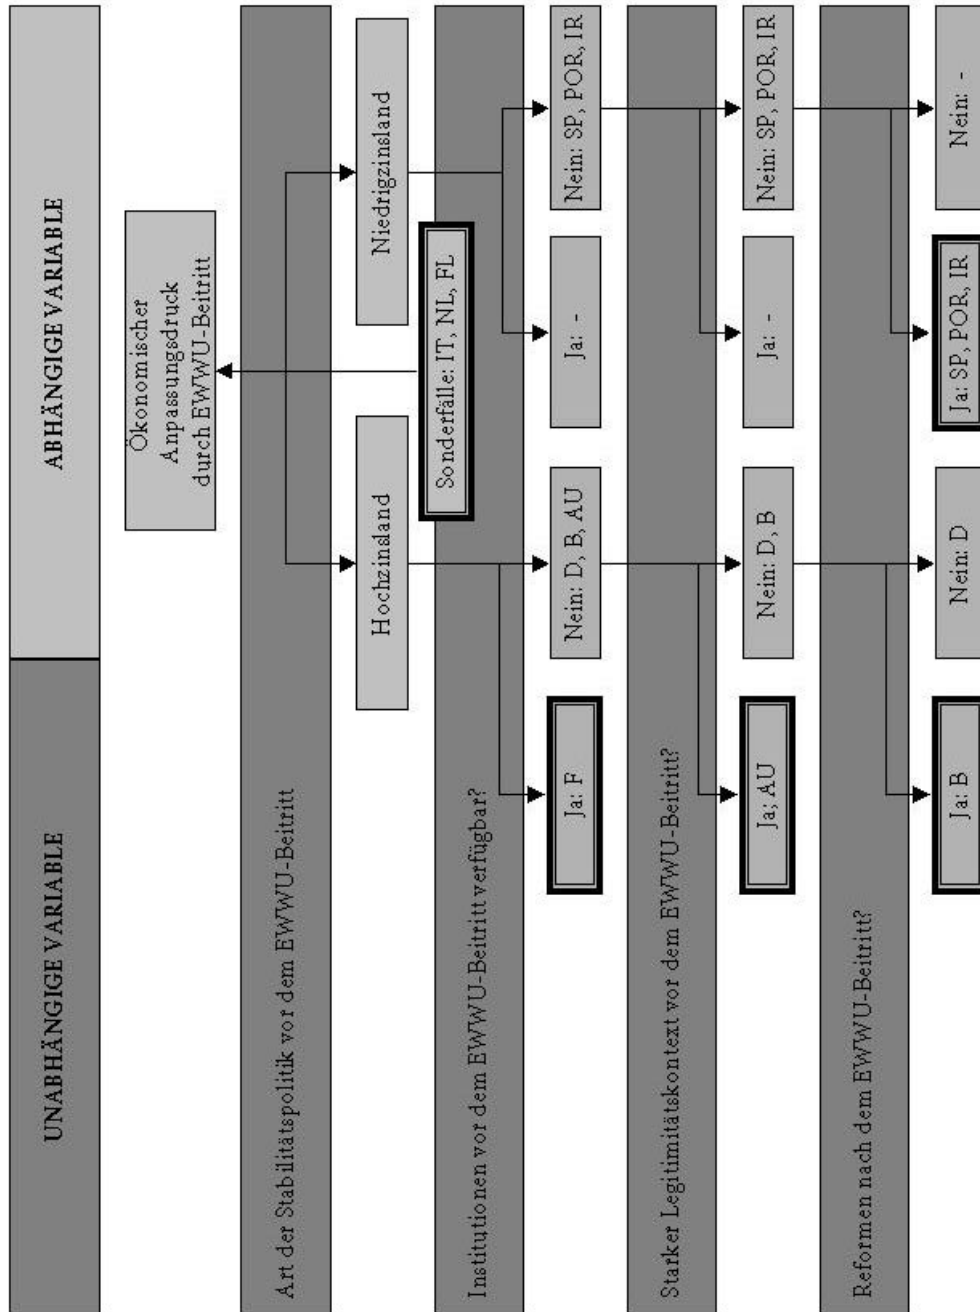 UNABHÄNGIGE VARIABLE
ABHÄNGIGE VARIABLE
Ökonomischer
Anpassungsdruck
durch EWWU-Beitritt
Art der Stabilitätspolitik vor dem EWWU-Beitritt
Hochzinsland
Niedrigzinsland
Sonderfälle: IT, NL, FL
Institutionen vor dem EWWU-Beitritt verfügbar?
Ja: F
Nein: D, B, AU
Ja: -
Nein: SP, POR, IR
Starker Legitimitätskontext vor dem EWWU-Beitritt?
Ja; AU
Nein: D, B
Ja: -
Nein: SP, POR, IR
Reformen nach dem EWWU-Beitritt?
Ja: B
Nein: D
Ja: SP, POR, IR
Nein: -